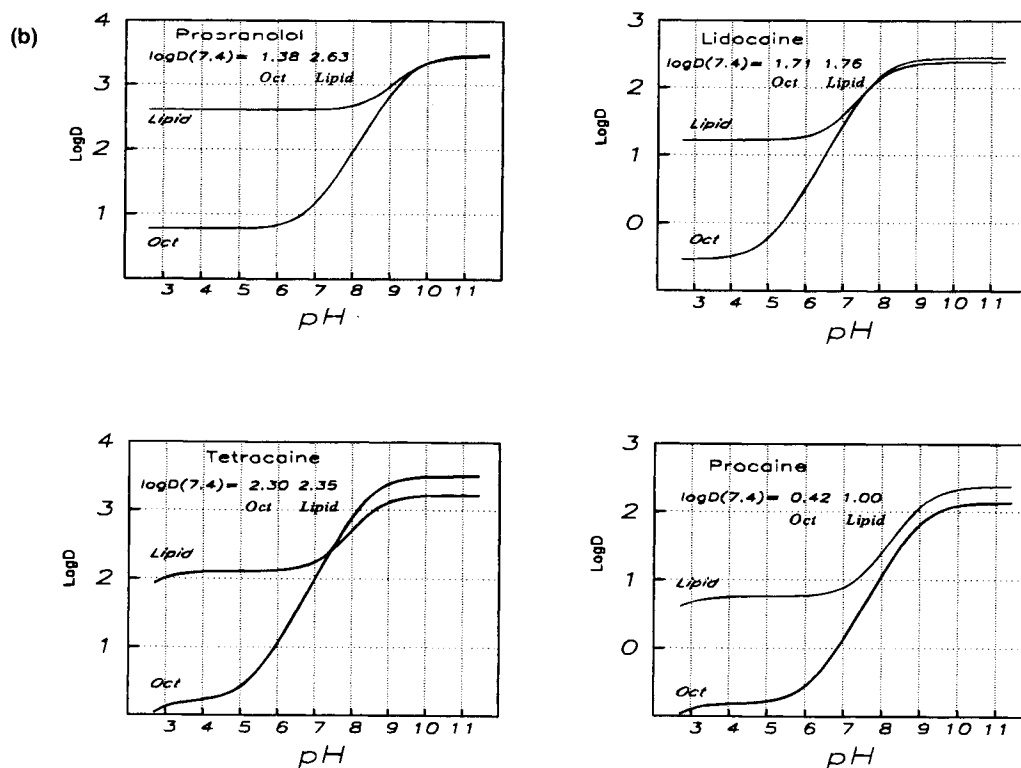 (b)
Propranolol
logD(7.4)= 1.38 2.63
Oct Lipid
4
3
2
1
LogD
Lipid
Oct
3 4 5 6 7 8 9 10 11
pH
Lidocaine
logD(7.4)= 1.71 1.76
Oct Lipid
3
2
1
0
LogD
Lipid
Oct
3 4 5 6 7 8 9 10 11
pH
Tetracaine
logD(7.4)= 2.30 2.35
Oct Lipid
4
3
2
1
LogD
Lipid
Oct
3 4 5 6 7 8 9 10 11
pH
Procaine
logD(7.4)= 0.42 1.00
Oct Lipid
3
2
1
0
LogD
Lipid
Oct
3 4 5 6 7 8 9 10 11
pH